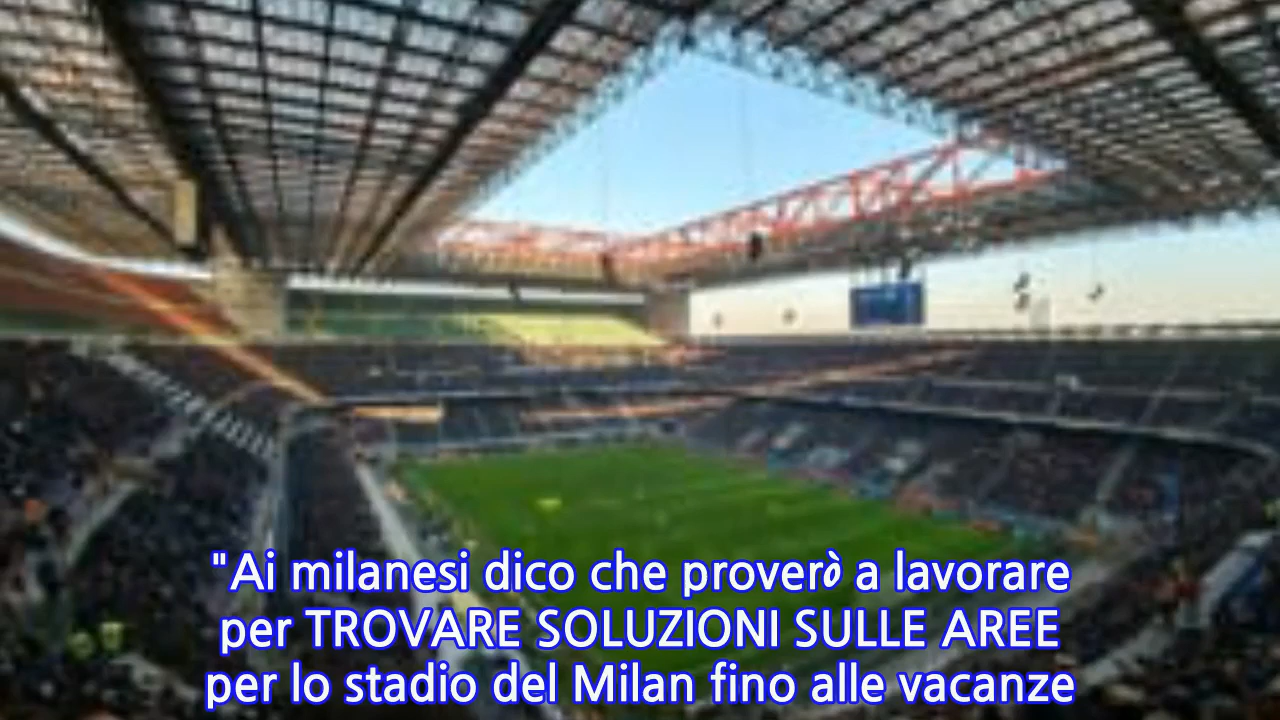 "Ai milanesi dico che proverò a lavorare
per TROVARE SOLUZIONI SULLE AREE
per lo stadio del Milan fino alle vacanze